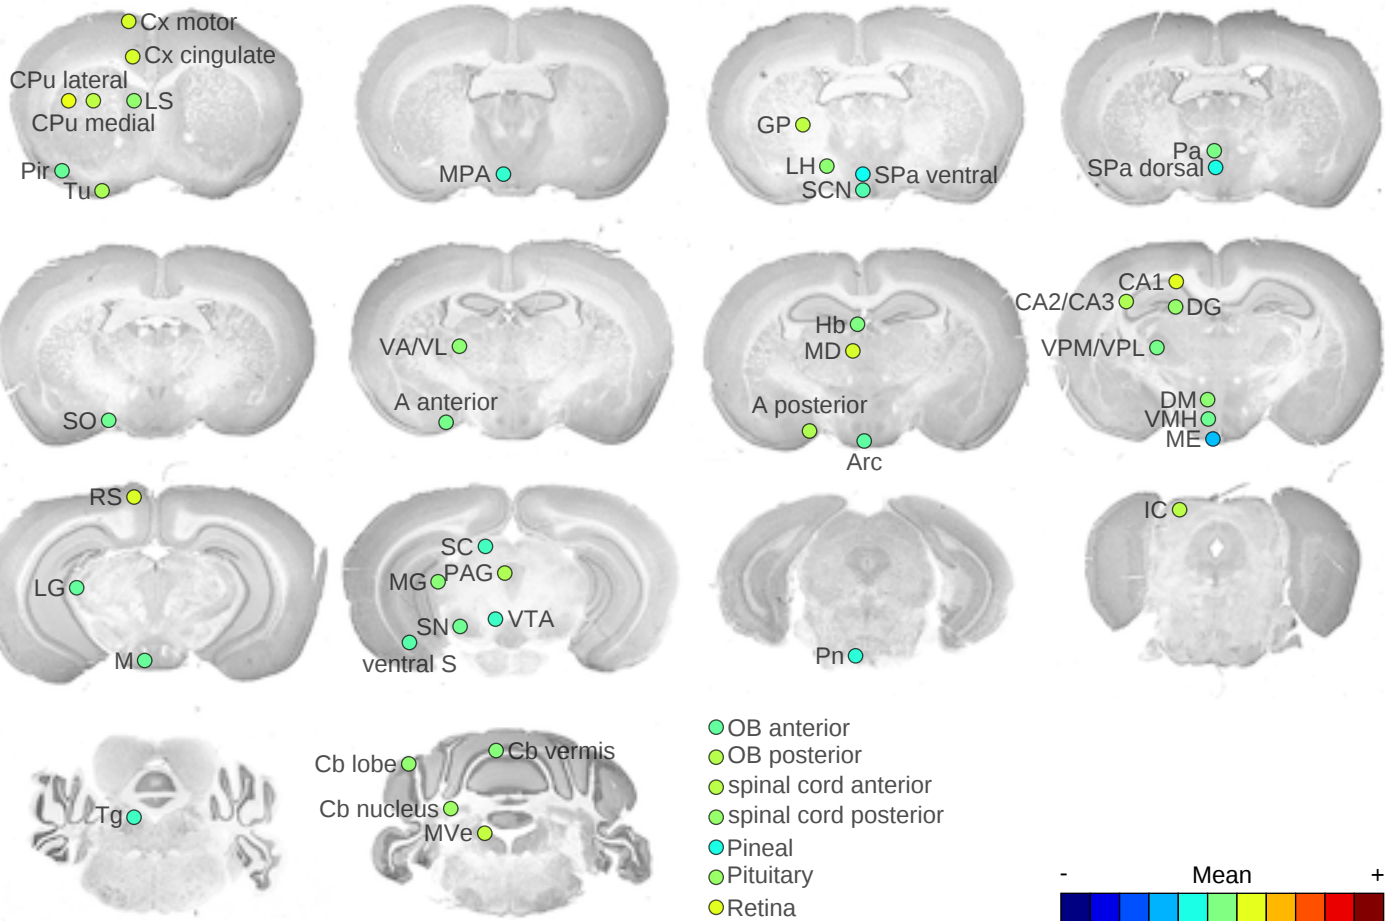 Cx motor
Cx cingulate
CPu lateral
LS
CPu medial
Pir
Tu
MPA
GP
LH
SPa ventral
SCN
Pa
SPa dorsal
SO
VA/VL
A anterior
Hb
MD
A posterior
Arc
CA1
CA2/CA3
DG
VPM/VPL
DM
VMH
ME
RS
LG
M
SC
MG
PAG
SN
VTA
ventral S
Pn
IC
Tg
Cb lobe
Cb vermis
Cb nucleus
MVe
OB anterior
OB posterior
spinal cord anterior
spinal cord posterior
Pineal
Pituitary
Retina
- Mean +